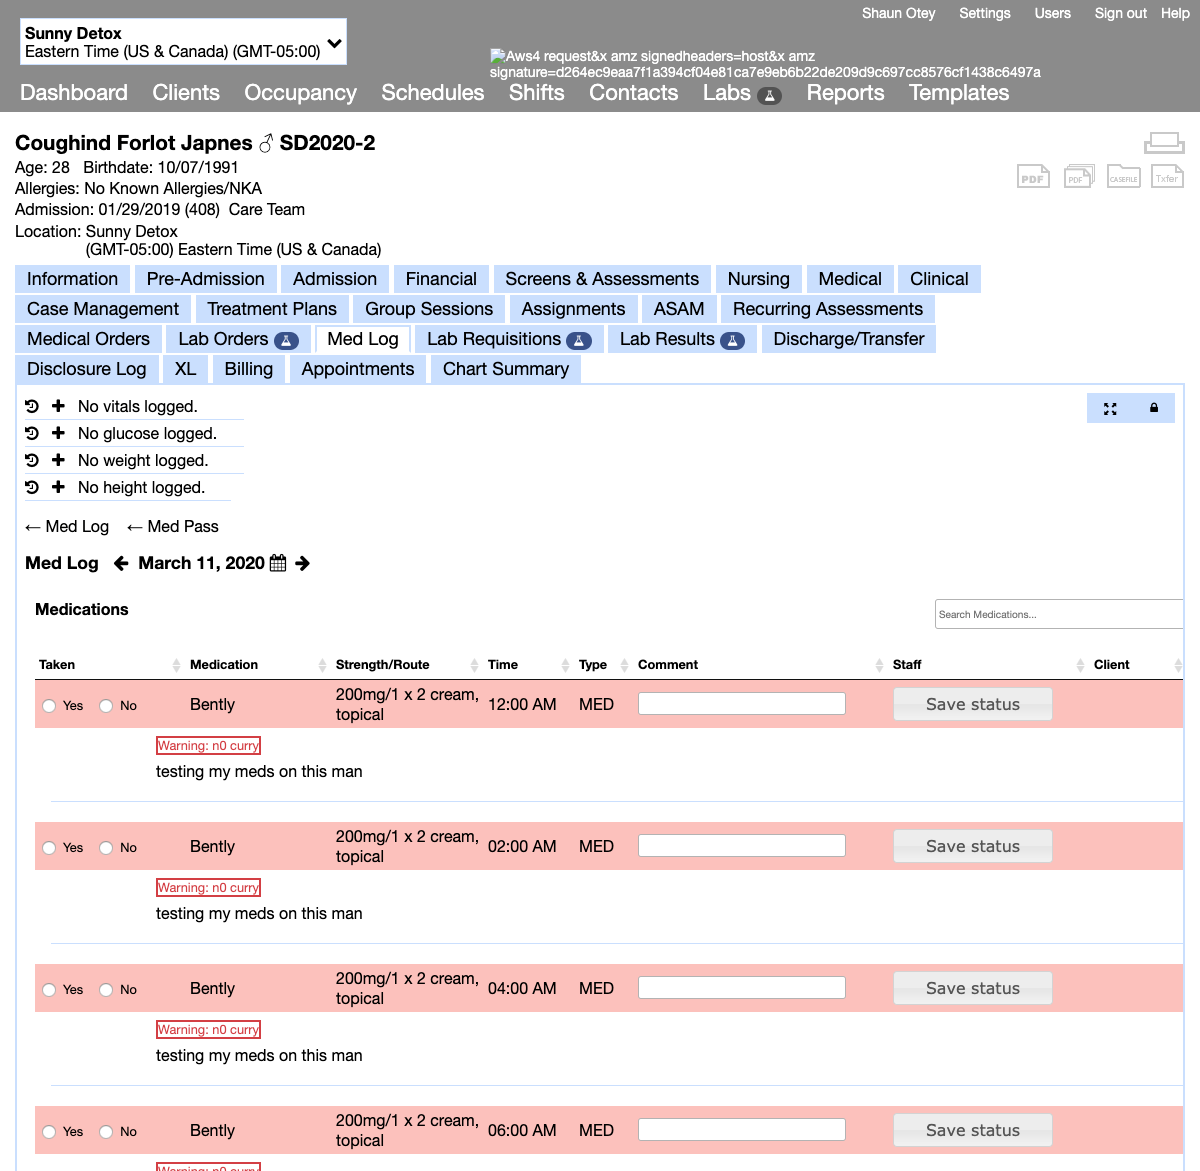 Shaun Otey Settings Users Sign out Help
Sunny Detox
Eastern Time (US & Canada) (GMT-05:00)
Aws4 request&x amz signedheaders=host&x amz
signature=d264ec9eaa7f1a394cf04e81ca7e9eb6b22de209d9c697cc8576cf1438c6497a
Dashboard Clients Occupancy Schedules Shifts Contacts Labs Reports Templates
Coughind Forlot Japnes ♂ SD2020-2
Age: 28 Birthdate: 10/07/1991
Allergies: No Known Allergies/NKA
Admission: 01/29/2019 (408) Care Team
Location: Sunny Detox
(GMT-05:00) Eastern Time (US & Canada)
PDF PDF CASEFILE Txfer
Information Pre-Admission Admission Financial Screens & Assessments Nursing Medical Clinical
Case Management Treatment Plans Group Sessions Assignments ASAM Recurring Assessments
Medical Orders Lab Orders Med Log Lab Requisitions Lab Results Discharge/Transfer
Disclosure Log XL Billing Appointments Chart Summary
No vitals logged.
No glucose logged.
No weight logged.
No height logged.
← Med Log ← Med Pass
Med Log March 11, 2020
Medications
Search Medications...
Taken Medication Strength/Route Time Type Comment Staff Client
Yes No Bently 200mg/1 x 2 cream, topical 12:00 AM MED Save status
Warning: n0 curry
testing my meds on this man
Yes No Bently 200mg/1 x 2 cream, topical 02:00 AM MED Save status
Warning: n0 curry
testing my meds on this man
Yes No Bently 200mg/1 x 2 cream, topical 04:00 AM MED Save status
Warning: n0 curry
testing my meds on this man
Yes No Bently 200mg/1 x 2 cream, topical 06:00 AM MED Save status
Warning: n0 curry